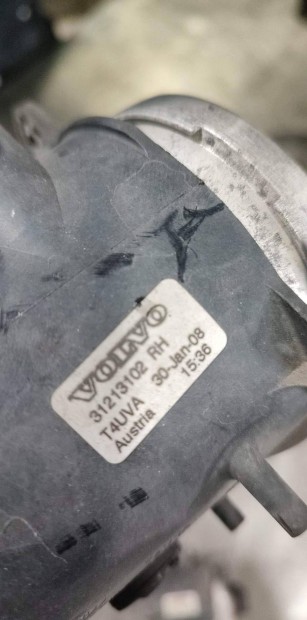 VOLVO
31213102 RH
T4UVA 30-Jan-08
Austria 15:36